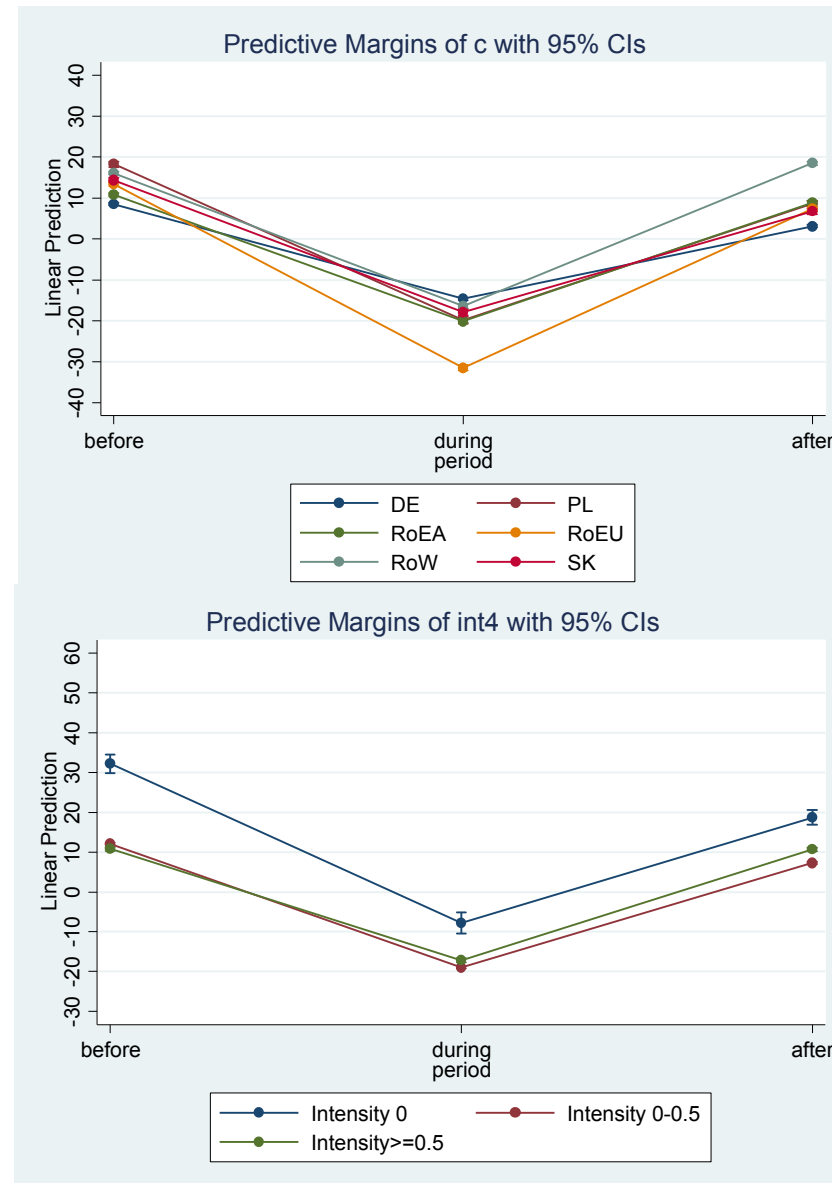 Predictive Margins of c with 95% CIs
Linear Prediction
40
30
20
10
0
-10
-20
-30
-40
before
during
after
period
DE
PL
RoEA
RoEU
RoW
SK
Predictive Margins of int4 with 95% CIs
Linear Prediction
60
50
40
30
20
10
0
-10
-20
-30
before
during
after
period
Intensity 0
Intensity 0-0.5
Intensity>=0.5